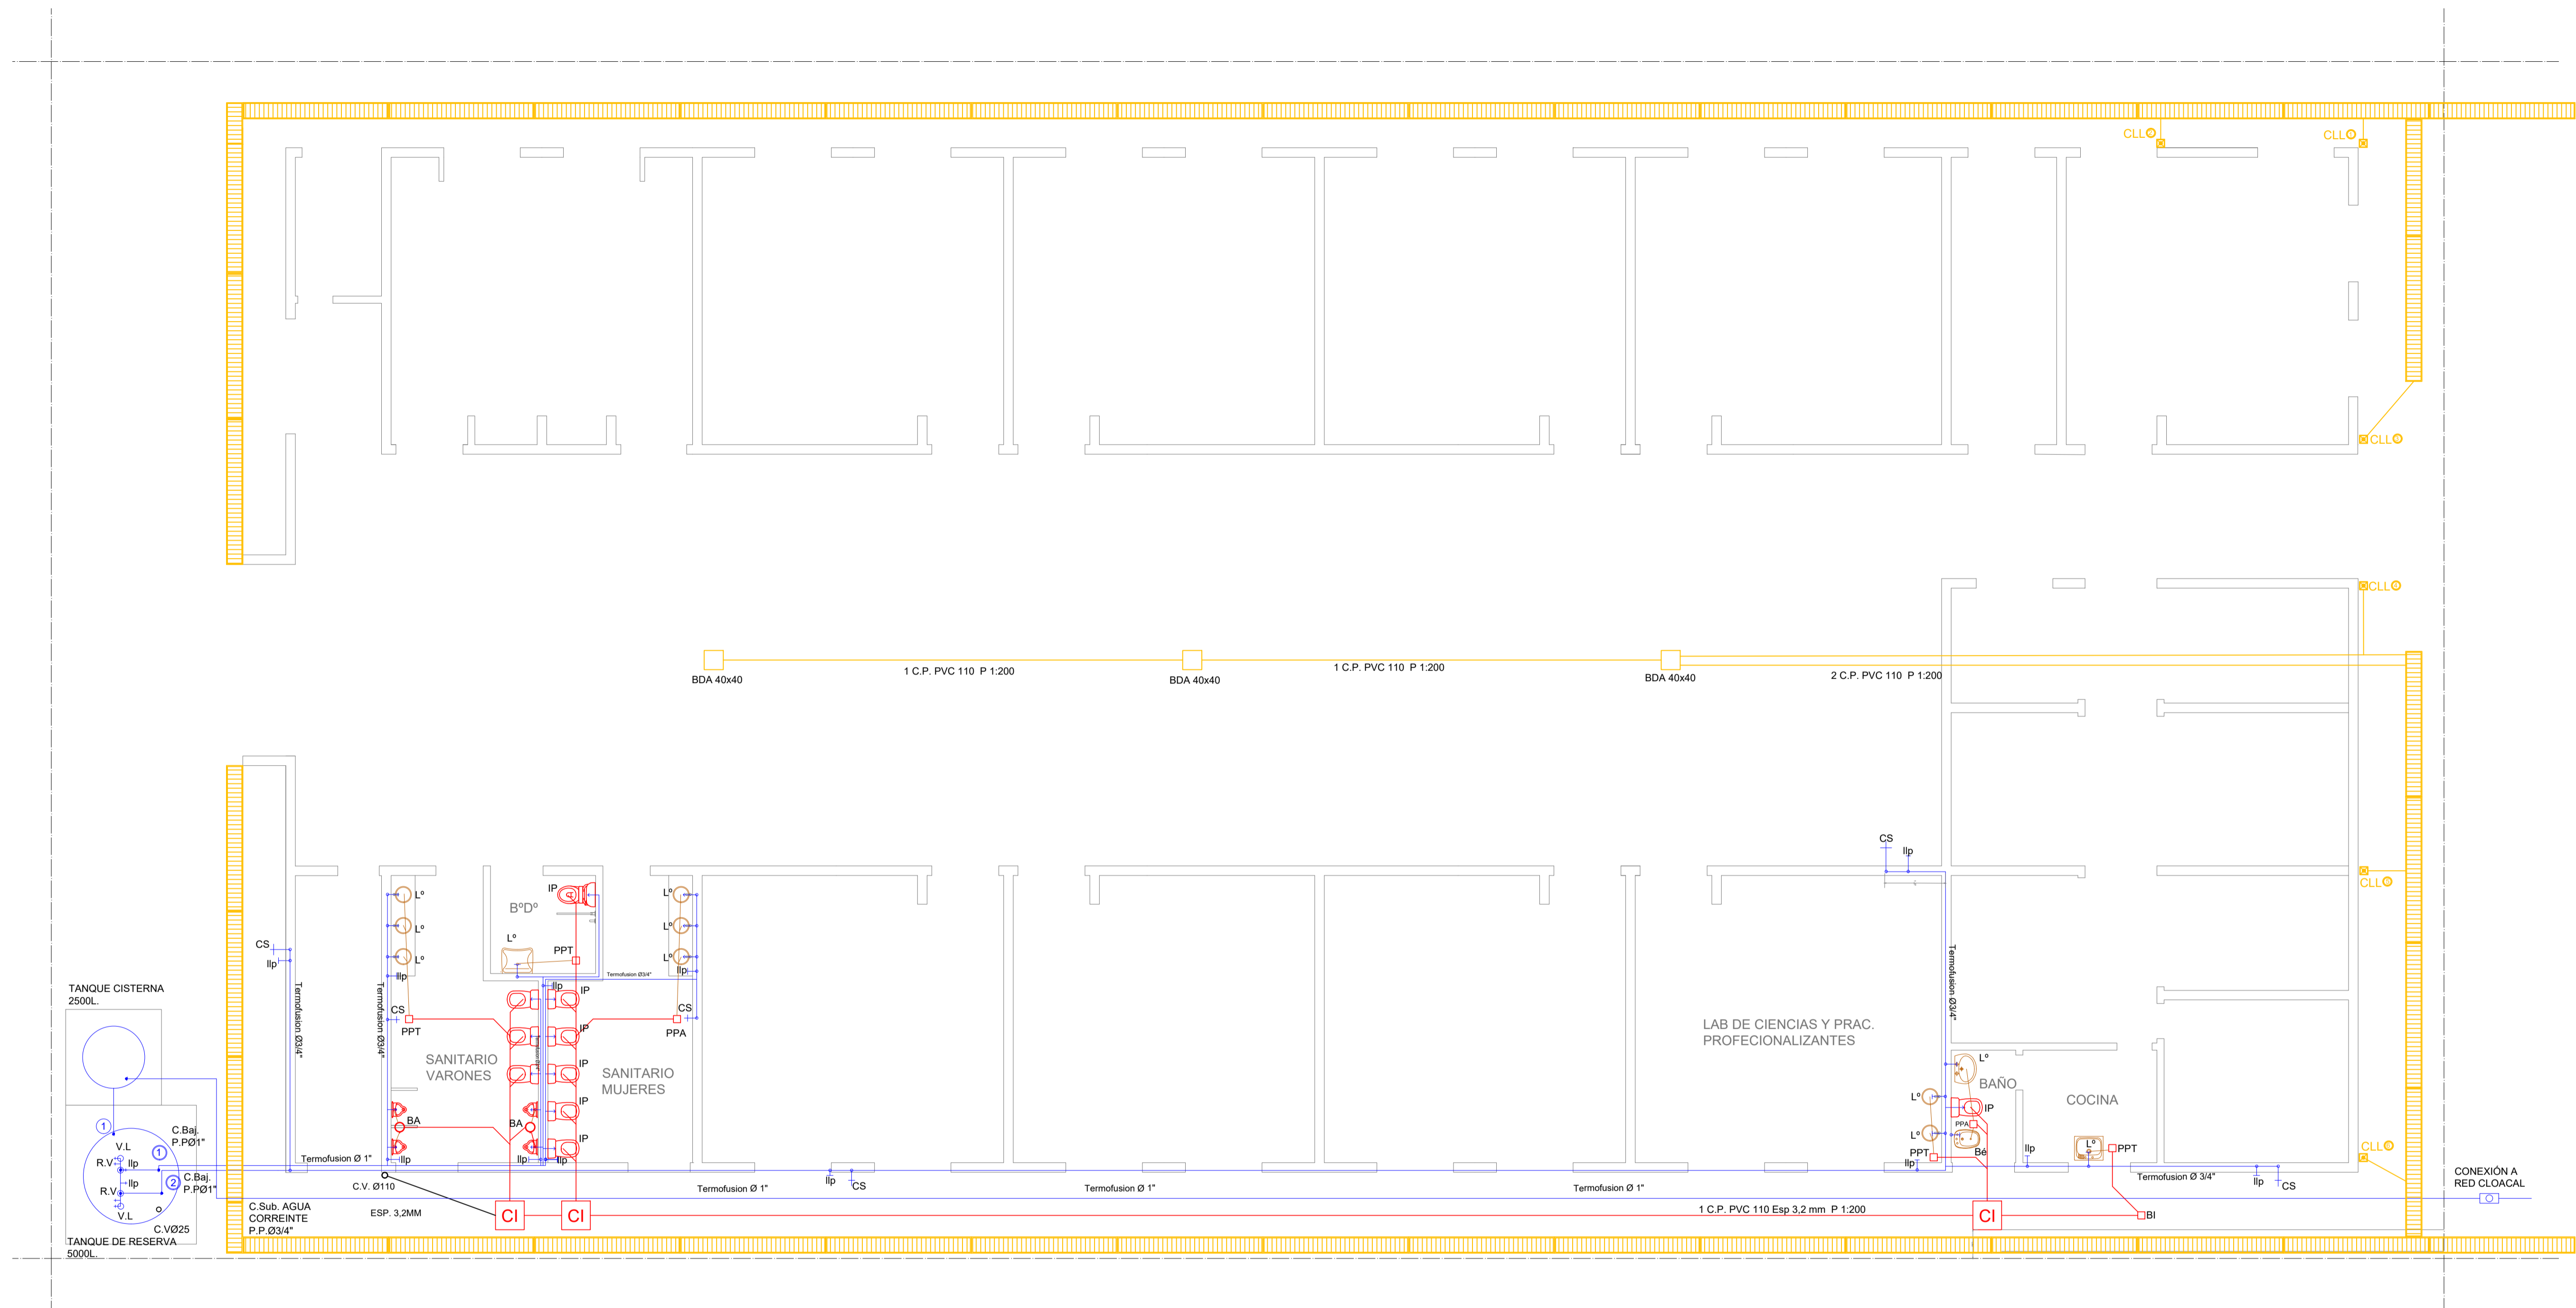 CLL
CLL
CLL
CLL
BDA 40x40
1 C.P. PVC 110 P 1:200
BDA 40x40
1 C.P. PVC 110 P 1:200
BDA 40x40
2 C.P. PVC 110 P 1:200
CS
llp
CLL
IP
Lº
Lº
BºDº
Lº
Lº
Lº
PPT
Lº
CS
llp
Lº
Lº
llp
Termofusion Ø3/4"
llp
llp
Termofusion Ø3/4"
Termofusion Ø3/4"
Termofusion Ø3/4"
TANQUE CISTERNA
2500L.
IP
CS
PPT
CS
PPA
IP
SANITARIO
VARONES
SANITARIO
MUJERES
IP
LAB DE CIENCIAS Y PRAC.
PROFECIONALIZANTES
Lº
BAÑO
COCINA
Lº
IP
PPA
Lº
Bé
PPT
Lº
PPT
llp
llp
BA
BA
IP
IP
1
C.Baj.
P.PØ1"
V.L
1
R.V
llp
llp
R.V
2
C.Baj.
P.PØ1"
V.L
C.VØ25
TANQUE DE RESERVA
5000L.
Termofusion Ø 1"
llp
llp
llp
C.V. Ø110
ESP. 3,2MM
C.Sub. AGUA
CORREINTE
P.P.Ø3/4"
CI
CI
Termofusion Ø 1"
llp
CS
Termofusion Ø 1"
Termofusion Ø 1"
1 C.P. PVC 110 Esp 3,2 mm P 1:200
CI
BI
Termofusion Ø 3/4"
llp
CS
CLL
CONEXIÓN A
RED CLOACAL